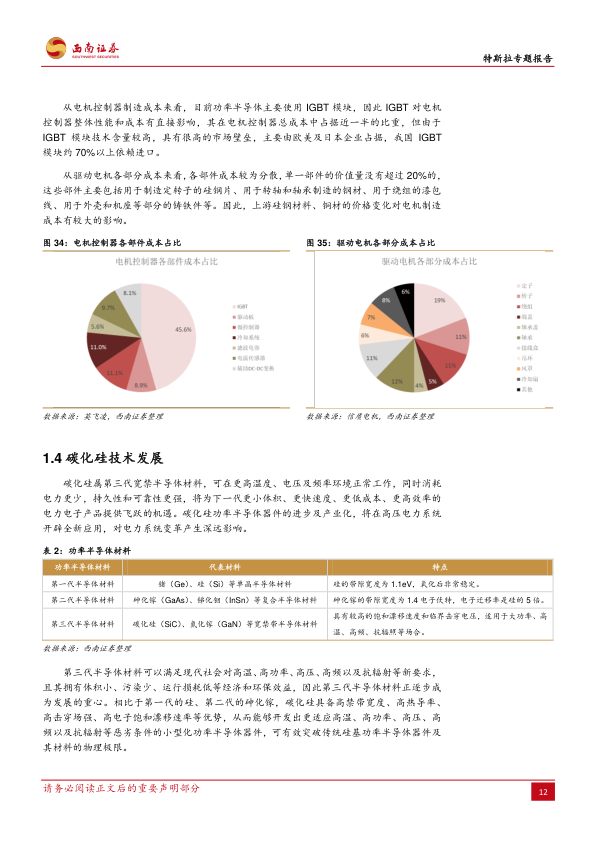 西南证券
SOUTHWEST SECURITIES
特斯拉专题报告
从电机控制器制造成本来看，目前功率半导体主要使用 IGBT 模块，因此 IGBT 对电机
控制器整体性能和成本有直接影响，其在电机控制器总成本中占据近一半的比重，但由于
IGBT 模块技术含量较高，具有很高的市场壁垒，主要由欧美及日本企业占据，我国 IGBT
模块约 70%以上依赖进口。
从驱动电机各部分成本来看，各部件成本较为分散，单一部件的价值量没有超过 20%的，
这些部件主要包括用于制造定转子的硅钢片、用于转轴和轴承制造的钢材、用于绕组的漆包
线、用于外壳和机座等部分的铸铁件等。因此，上游硅钢材料、铜材的价格变化对电机制造
成本有较大的影响。
图 34：电机控制器各部件成本占比
电机控制器各部件成本占比
45.6%
8.9%
11.1%
11.0%
5.6%
9.7%
8.1%
IGBT
驱动板
微控制器
冷却系统
滤波电容
电流传感器
辅助DC-DC变换
数据来源：英飞凌，西南证券整理
图 35：驱动电机各部分成本占比
驱动电机各部分成本占比
19%
11%
11%
5%
4%
12%
11%
6%
7%
8%
6%
定子
转子
绕组
端盖
轴承盖
轴承
接线盒
吊环
风罩
冷却扇
其他
数据来源：信质电机，西南证券整理
1.4 碳化硅技术发展
碳化硅属第三代宽禁半导体材料，可在更高温度、电压及频率环境正常工作，同时消耗
电力更少，持久性和可靠性更强，将为下一代更小体积、更快速度、更低成本、更高效率的
电力电子产品提供飞跃的机遇。碳化硅功率半导体器件的进步及产业化，将在高压电力系统
开辟全新应用，对电力系统变革产生深远影响。
表 2：功率半导体材料
功率半导体材料 代表材料 特点
第一代半导体材料 锗（Ge）、硅（Si）等单晶半导体材料 硅的带隙宽度为 1.1eV，氧化后非常稳定。
第二代半导体材料 砷化镓（GaAs）、锑化铟（InSn）等复合半导体材料 砷化镓的带隙宽度为 1.4 电子伏特，电子迁移率是硅的 5 倍。
第三代半导体材料 碳化硅（SiC）、氮化镓（GaN）等宽禁带半导体材料 具有较高的饱和漂移速度和临界击穿电压，适用于大功率、高
温、高频、抗辐照等场合。
数据来源：西南证券整理
第三代半导体材料可以满足现代社会对高温、高功率、高压、高频以及抗辐射等新要求，
且其拥有体积小、污染少、运行损耗低等经济和环保效益，因此第三代半导体材料正逐步成
为发展的重心。相比于第一代的硅、第二代的砷化镓，碳化硅具备高禁带宽度、高热导率、
高击穿场强、高电子饱和漂移速率等优势，从而能够开发出更适应高温、高功率、高压、高
频以及抗辐射等恶劣条件的小型化功率半导体器件，可有效突破传统硅基功率半导体器件及
其材料的物理极限。
请务必阅读正文后的重要声明部分
12